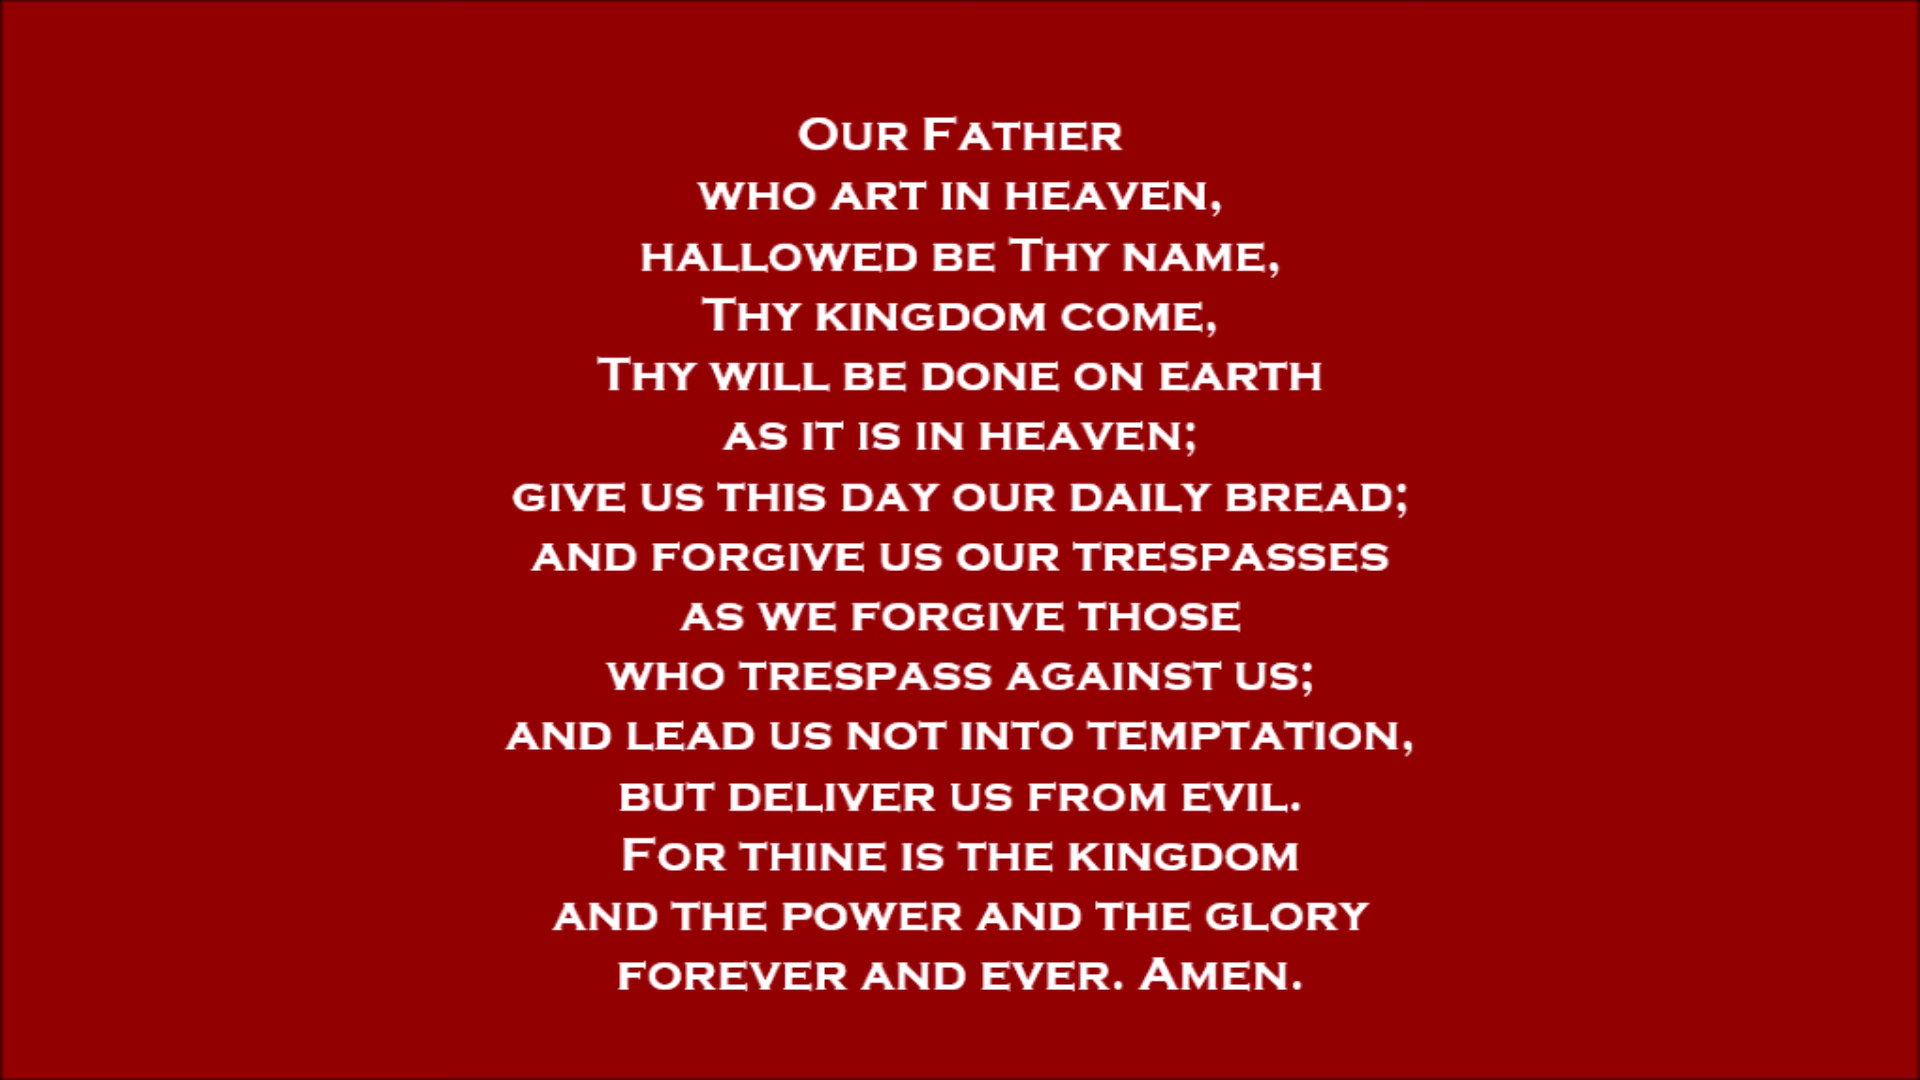 Our Father
who art in heaven,
hallowed be Thy name,
Thy kingdom come,
Thy will be done on earth
as it is in heaven;
give us this day our daily bread;
and forgive us our trespasses
as we forgive those
who trespass against us;
and lead us not into temptation,
but deliver us from evil.
For thine is the kingdom
and the power and the glory
forever and ever. Amen.